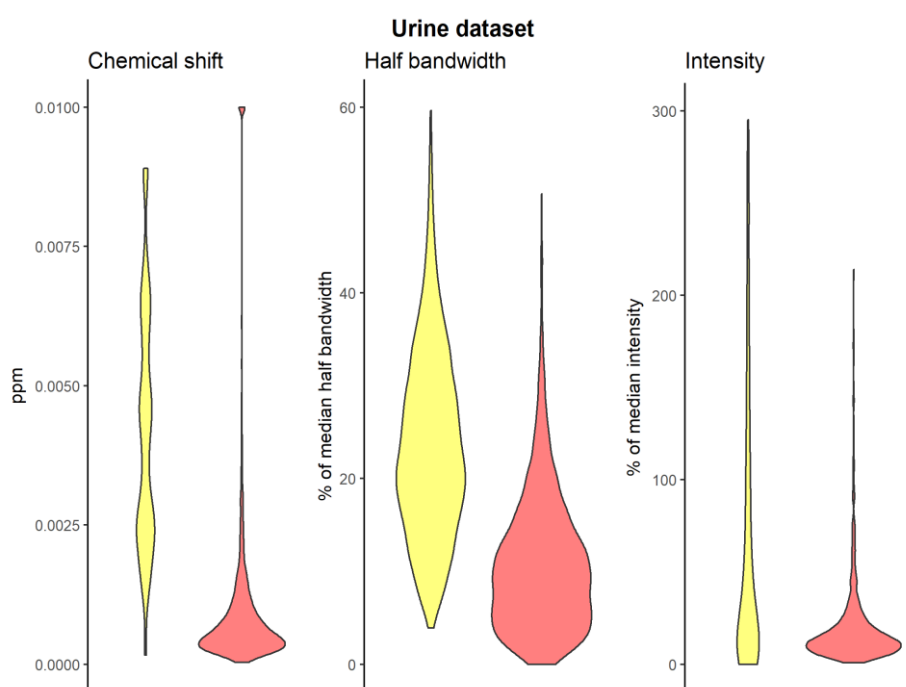 Urine dataset
Chemical shift
Half bandwidth
Intensity
ppm
0.0100
0.0075
0.0050
0.0025
0.0000
% of median half bandwidth
60
40
20
0
% of median intensity
300
200
100
0